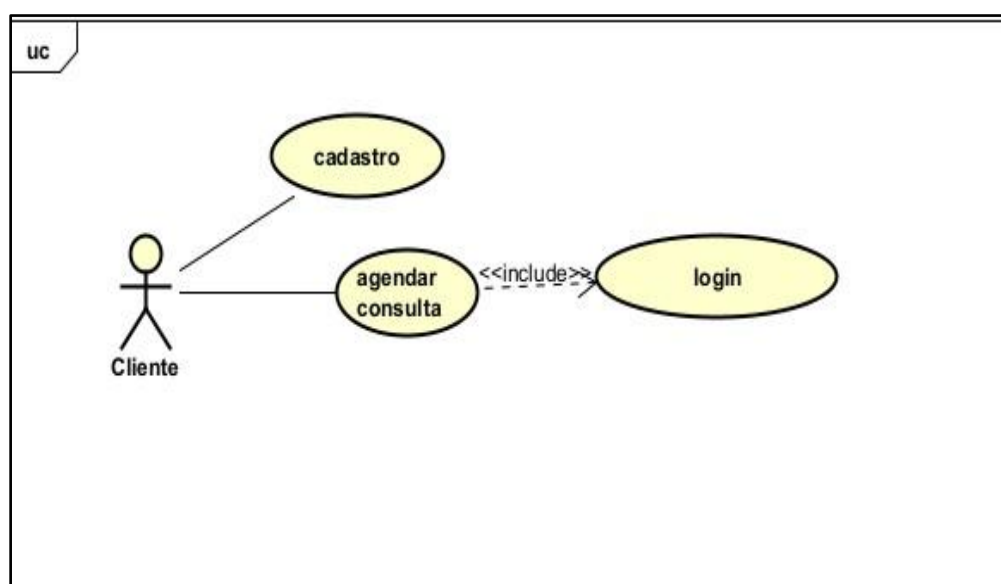 uc
cadastro
agendar
consulta
<<include>>
login
Cliente